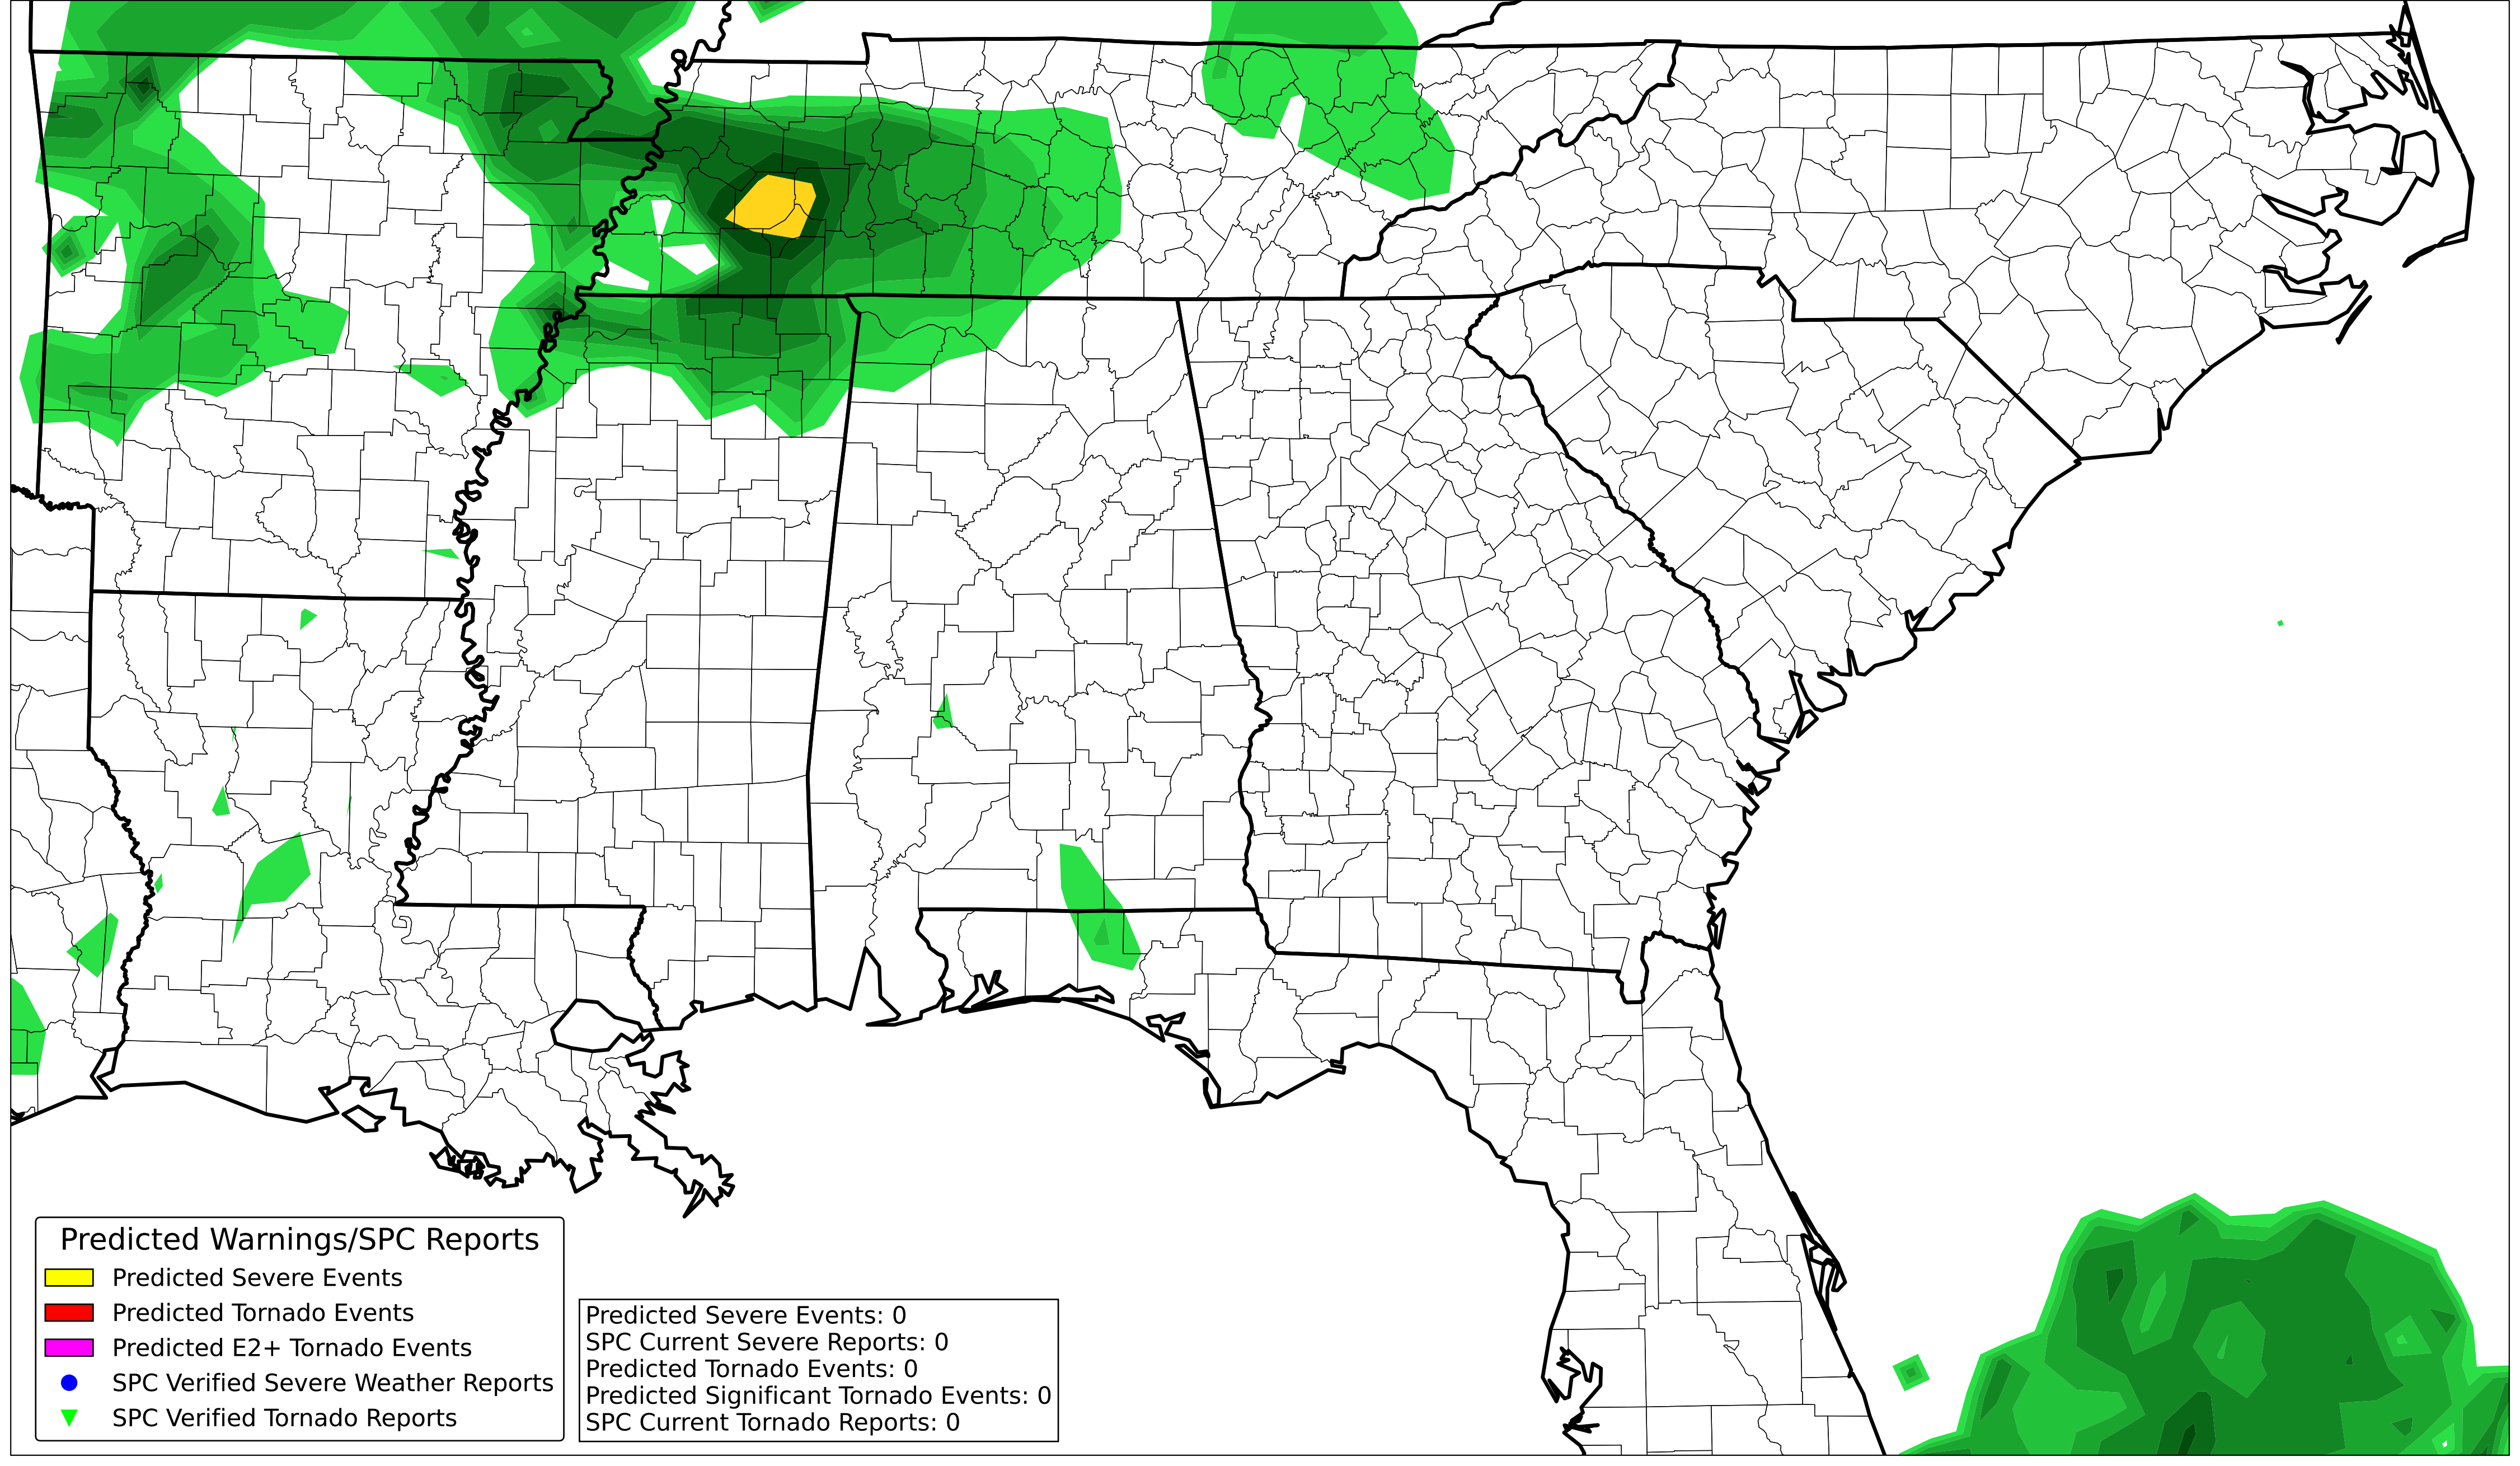 Predicted Warnings/SPC Reports
Predicted Severe Events
Predicted Tornado Events
Predicted E2+ Tornado Events
SPC Verified Severe Weather Reports
SPC Verified Tornado Reports
Predicted Severe Events: 0
SPC Current Severe Reports: 0
Predicted Tornado Events: 0
Predicted Significant Tornado Events: 0
SPC Current Tornado Reports: 0